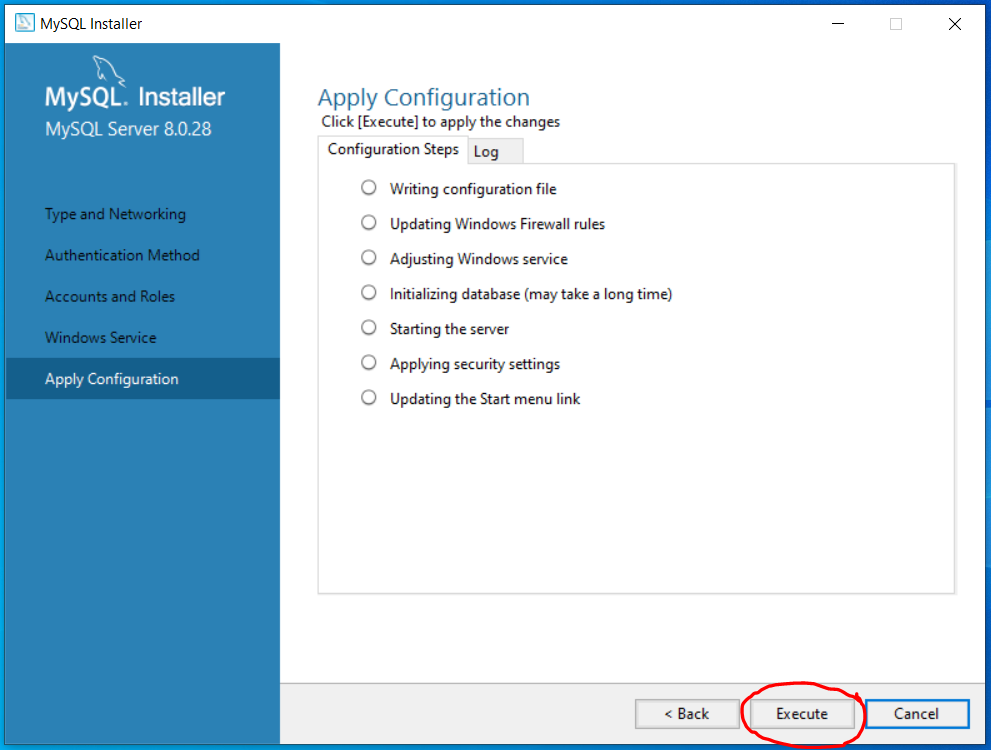 MySQL Installer
MySQL. Installer
MySQL Server 8.0.28
Type and Networking
Authentication Method
Accounts and Roles
Windows Service
Apply Configuration
Apply Configuration
Click [Execute] to apply the changes
Configuration Steps Log
Writing configuration file
Updating Windows Firewall rules
Adjusting Windows service
Initializing database (may take a long time)
Starting the server
Applying security settings
Updating the Start menu link
< Back Execute Cancel